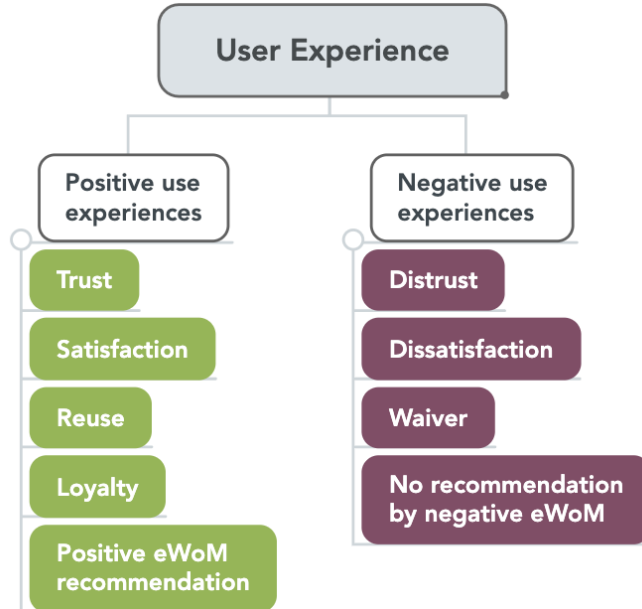 User Experience
Positive use
experiences
Trust
Satisfaction
Reuse
Loyalty
Positive eWoM
recommendation
Negative use
experiences
Distrust
Dissatisfaction
Waiver
No recommendation
by negative eWoM